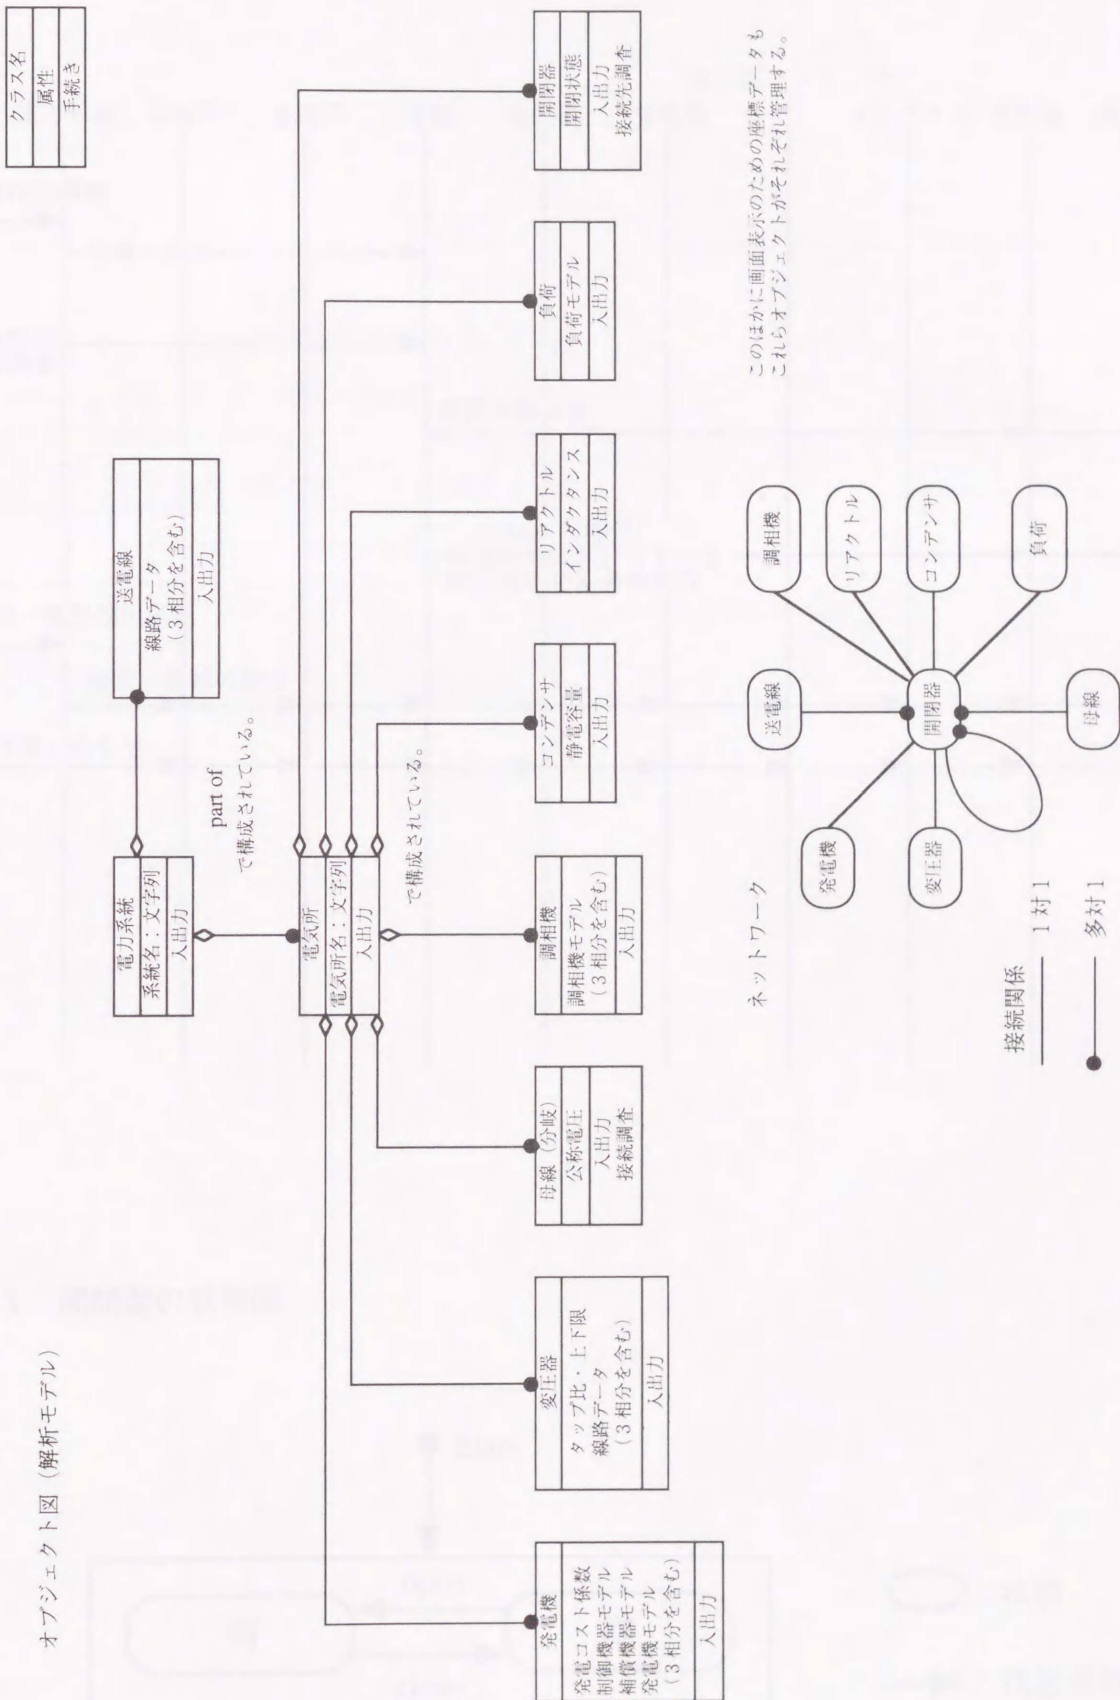 オブジェクト図（解析モデル）
クラス名
属性
手続き
電力系統
系統名：文字列
入出力
送電線
線路データ
（3相分を含む）
入出力
part of
で構成されている。
電気所
電気所名：文字列
入出力
で構成されている。
発電機
発電コスト係数
制御機器モデル
補償機器モデル
発電機モデル
（3相分を含む）
入出力
変圧器
タップ比・上下限
線路データ
（3相分を含む）
入出力
母線（分岐）
公称電圧
入出力
接続調査
調相機
調相機モデル
（3相分を含む）
入出力
コンデンサ
静電容量
入出力
リアクトル
インダクタンス
入出力
負荷
負荷モデル
入出力
開閉器
開閉状態
入出力
接続先調査
ネットワーク
発電機
送電線
調相機
リアクトル
変圧器
開閉器
コンデンサ
母線
負荷
接続関係
1対1
多対1
このほかに画面表示のための座標データも
これらオブジェクトがそれぞれ管理する。